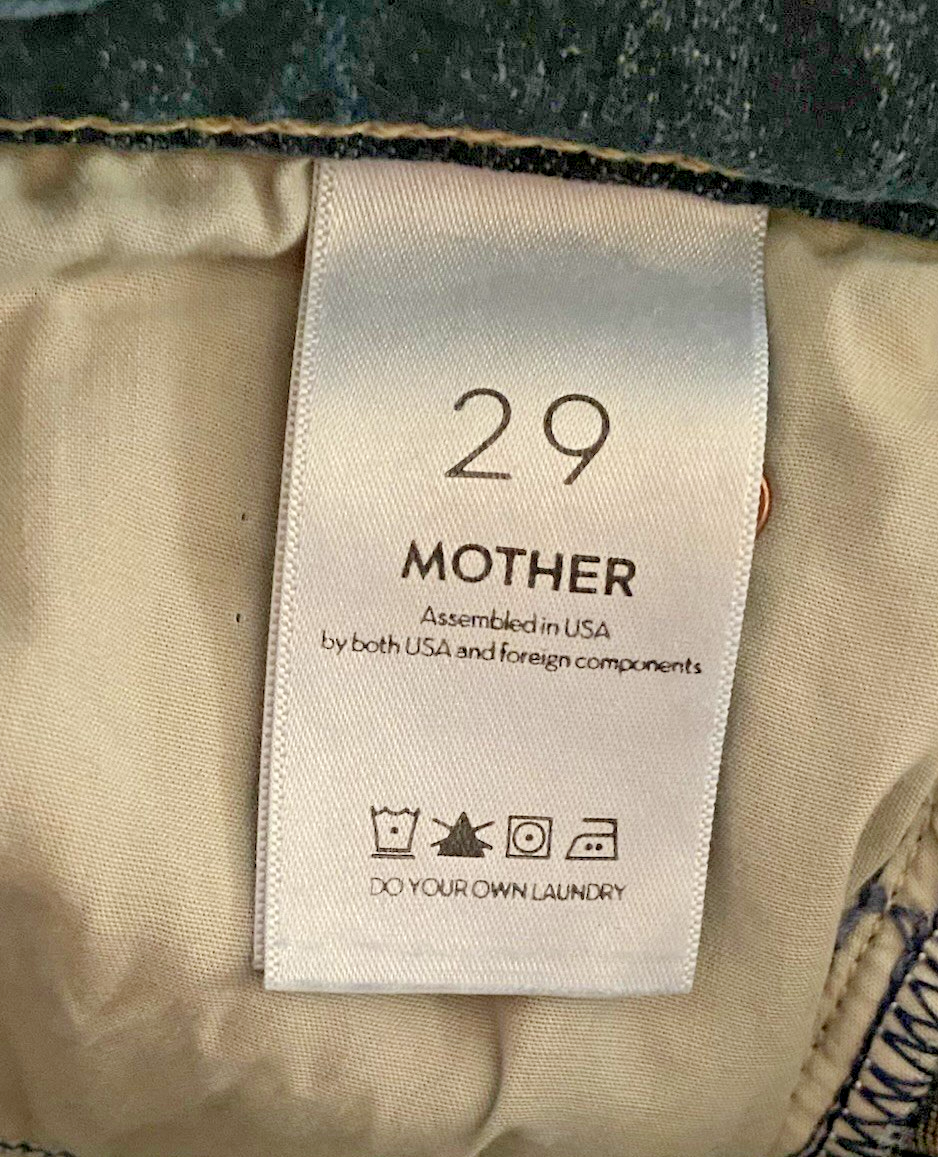 29
MOTHER
Assembled in USA
by both USA and foreign components
DO YOUR OWN LAUNDRY